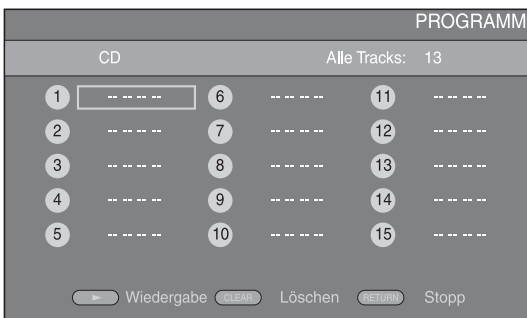 PROGRAMM
CD Alle Tracks: 13
1 -- -- -- -- 6 -- -- -- -- 11 -- -- -- --
2 -- -- -- -- 7 -- -- -- -- 12 -- -- -- --
3 -- -- -- -- 8 -- -- -- -- 13 -- -- -- --
4 -- -- -- -- 9 -- -- -- -- 14 -- -- -- --
5 -- -- -- -- 10 -- -- -- -- 15 -- -- -- --
Wiedergabe CLEAR Löschen RETURN Stopp